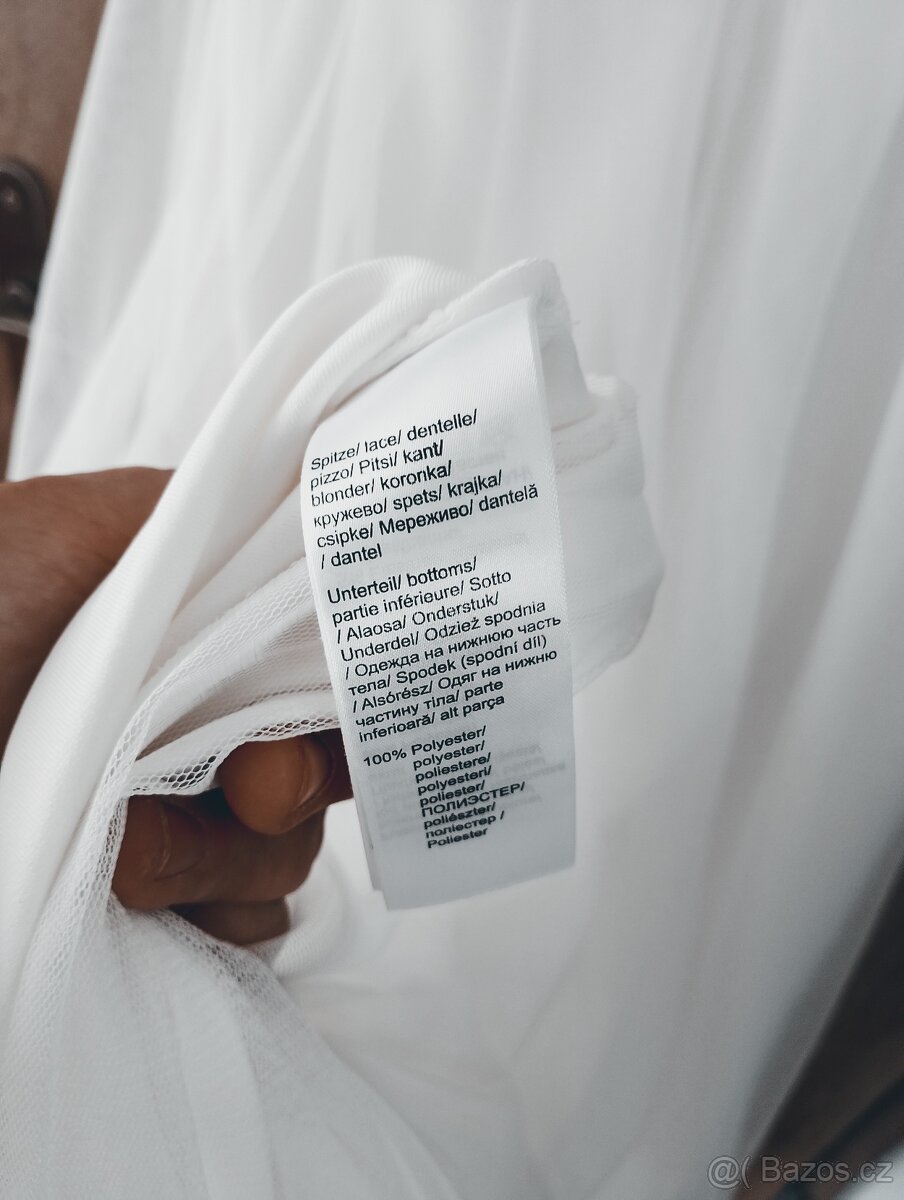 Spitze/ lace/ dentelle/
pizzo/ Pitsi/ kant/
blonder/ koronka/
кружево/ spets/ krajka/
csipke/ Мереживо/ dantelă
/ dantel
Unterteil/ bottoms/
partie inférieure/ Sotto
/ Alaosa/ Onderstuk/
Underdel/ Odzież spodnia
/ Одежда на нижнюю часть
тела/ Spodek (spodní díl)
/ Alsórész/ Одяг на нижню
частину тіла/ parte
inferioară/ alt parça
100% Polyester/
polyester/
poliestere/
polyesteri/
poliester/
ПОЛИЭСТЕР/
poliészter/
поліестер /
Poliester
@( Bazos.cz